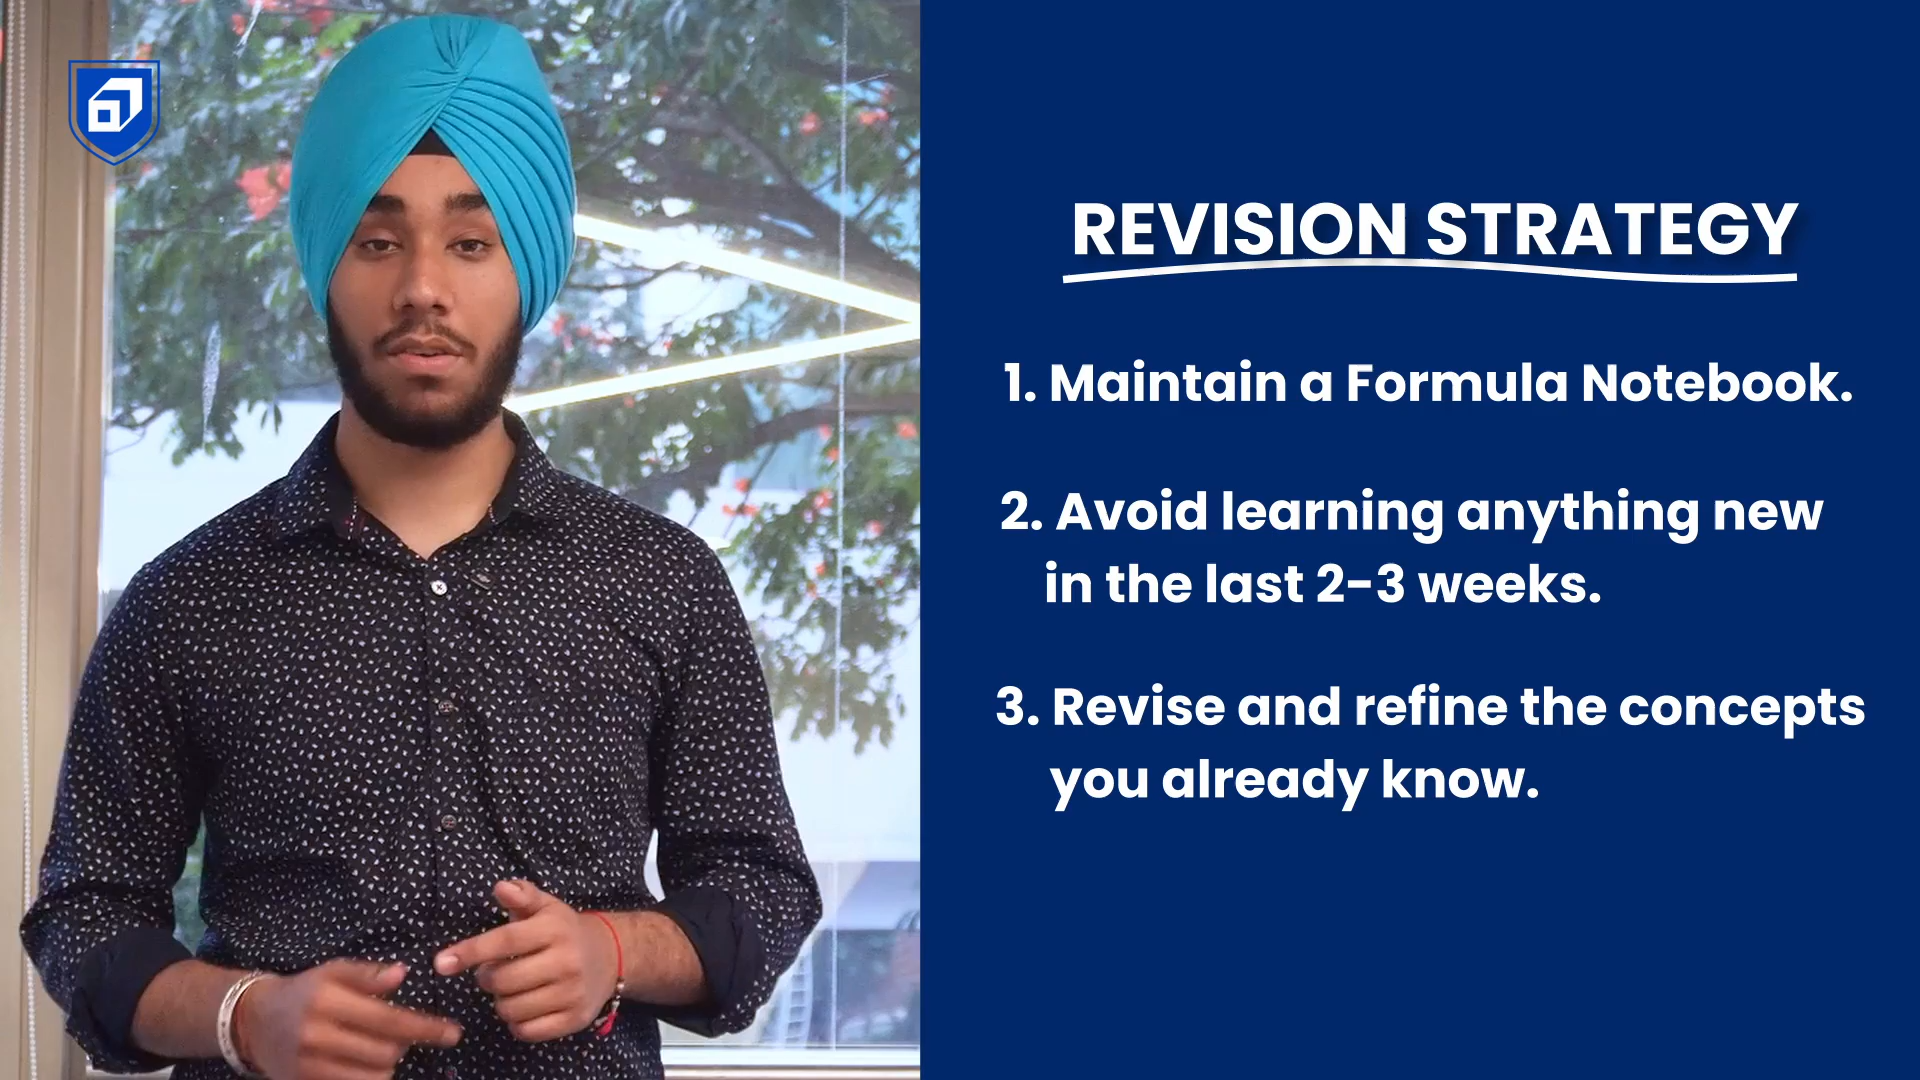 REVISION STRATEGY
1. Maintain a Formula Notebook.
2. Avoid learning anything new
in the last 2-3 weeks.
3. Revise and refine the concepts
you already know.